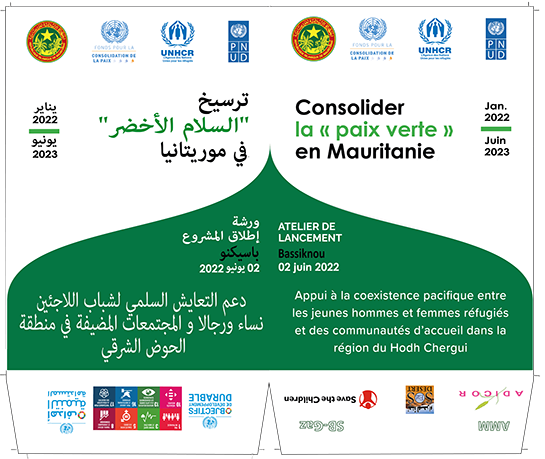 FONDS POUR LA
CONSOLIDATION
DE LA PAIX
UNHCR
P N
U D
FONDS POUR LA
CONSOLIDATION
DE LA PAIX
UNHCR
P N
U D
يناير
2022
يونيو
2023
ترسيخ
"السلام الأخضر"
في موريتانيا
Consolider
la « paix verte »
en Mauritanie
Jan.
2022
Juin
2023
ورشة
إطلاق المشروع
باسيكنو
02 يونيو 2022
ATELIER DE
LANCEMENT
Bassiknou
02 juin 2022
دعم التعايش السلمي لشباب اللاجئين
نساء ورجالا و المجتمعات المضيفة في منطقة
الحوض الشرقي
Appui à la coexistence pacifique entre
les jeunes hommes et femmes réfugiés
et des communautés d'accueil dans la
région du Hodh Chergui
OBJECTIFS
DE DÉVELOPPEMENT
DURABLE
Save the Children
SOS
DESERT
ADICOR
SB-Gaz
AMM